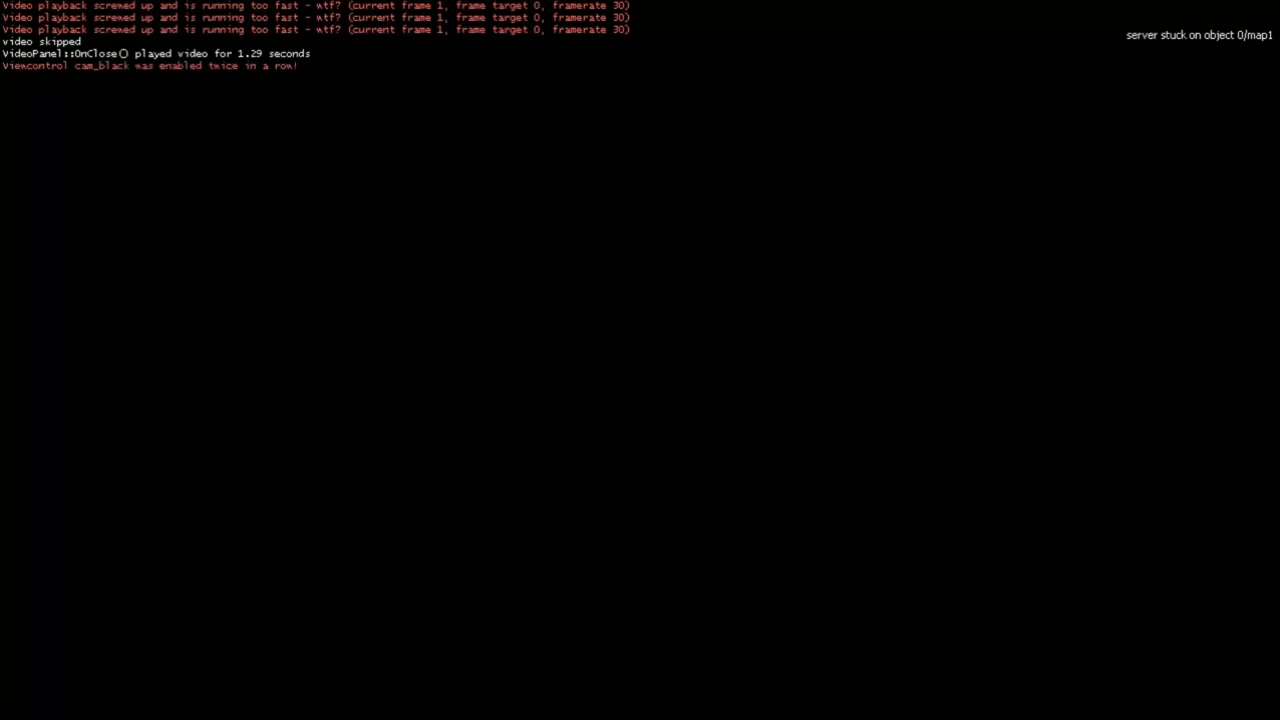 Video playback screwed up and is running too fast - wtf? (current frame 1, frame target 0, framerate 30)
Video playback screwed up and is running too fast - wtf? (current frame 1, frame target 0, framerate 30)
Video playback screwed up and is running too fast - wtf? (current frame 1, frame target 0, framerate 30)
server stuck on object 0/map1
video skipped
VideoPanel::OnClose() played video for 1.29 seconds
Viewcontrol cam_black was enabled twice in a row!